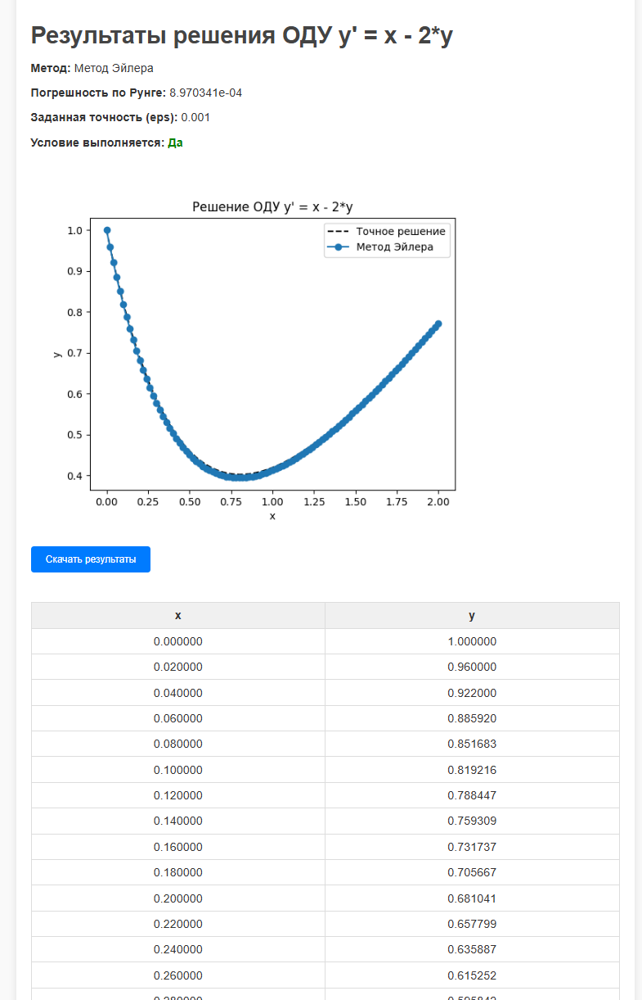 Результаты решения ОДУ y' = x - 2*y
Метод: Метод Эйлера
Погрешность по Рунге: 8.970341e-04
Заданная точность (eps): 0.001
Условие выполняется: Да
Решение ОДУ y' = x - 2*y
Точное решение
Метод Эйлера
1.0
0.9
0.8
0.7
0.6
0.5
0.4
y
0.00 0.25 0.50 0.75 1.00 1.25 1.50 1.75 2.00
x
Скачать результаты
x y
0.000000 1.000000
0.020000 0.960000
0.040000 0.922000
0.060000 0.885920
0.080000 0.851683
0.100000 0.819216
0.120000 0.788447
0.140000 0.759309
0.160000 0.731737
0.180000 0.705667
0.200000 0.681041
0.220000 0.657799
0.240000 0.635887
0.260000 0.615252